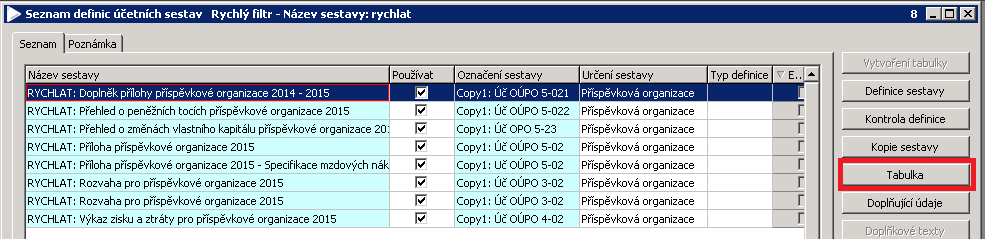 Seznam definic účetních sestav Rychlý filtr - Název sestavy: rychlat 8
Seznam Poznámka
Název sestavy Používat Označení sestavy Určení sestavy Typ definice E..
RYCHLAT: Doplněk přílohy příspěvkové organizace 2014 - 2015 Copy1: Úč OÚPO 5-021 Příspěvková organizace
RYCHLAT: Přehled o peněžních tocích příspěvkové organizace 2015 Copy1: Úč OÚPO 5-022 Příspěvková organizace
RYCHLAT: Přehled o změnách vlastního kapitálu příspěvkové organizace 201 Copy1: Úč OPO 5-23 Příspěvková organizace
RYCHLAT: Příloha příspěvkové organizace 2015 Copy1: Úč OÚPO 5-02 Příspěvková organizace
RYCHLAT: Příloha příspěvkové organizace 2015 - Specifikace mzdových nák Copy1: Úč OÚPO 5-02 Příspěvková organizace
RYCHLAT: Rozvaha pro příspěvkové organizace 2015 Copy1: Úč OÚPO 3-02 Příspěvková organizace
RYCHLAT: Rozvaha pro příspěvkové organizace 2015 Copy1: Úč OÚPO 3-02 Příspěvková organizace
RYCHLAT: Výkaz zisku a ztráty pro příspěvkové organizace 2015 Copy1: Úč OÚPO 4-02 Příspěvková organizace
Vytvoření tabulky
Definice sestavy
Kontrola definice
Kopie sestavy
Tabulka
Doplňující údaje
Doplňkové texty